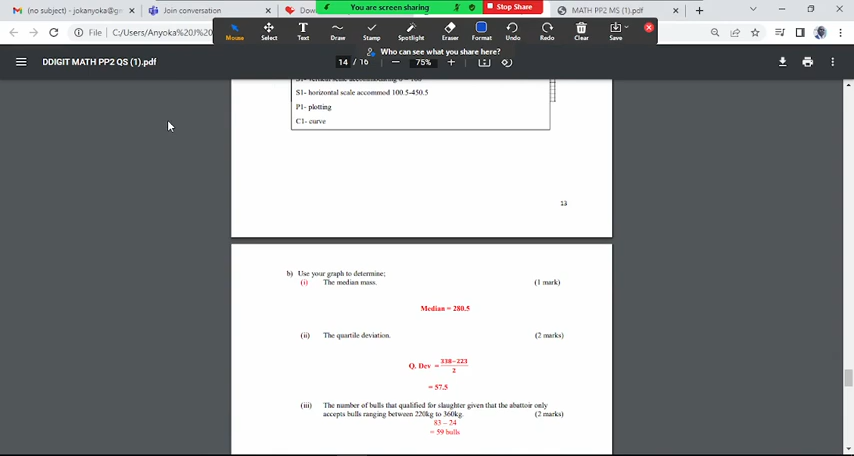 (no subject) - jokanyoka@g
Join conversation
You are screen sharing
Stop Share
MATH PP2 MS (1).pdf
File C:/Users/Anyoka%20J%20
Mouse Select Text Draw Stamp Spotlight Eraser Format Undo Redo Clear Save
Who can see what you share here?
DDIGIT MATH PP2 QS (1).pdf
14 / 16
75%
S1- horizontal scale accommod 100.5-450.5
P1- plotting
C1- curve
13
b) Use your graph to determine;
(i) The median mass. (1 mark)
Median = 280.5
(ii) The quartile deviation. (2 marks)
Q. Dev = 338−223
2
= 57.5
(iii) The number of bulls that qualified for slaughter given that the abattoir only
accepts bulls ranging between 220kg to 360kg. (2 marks)
83 – 24
= 59 bulls